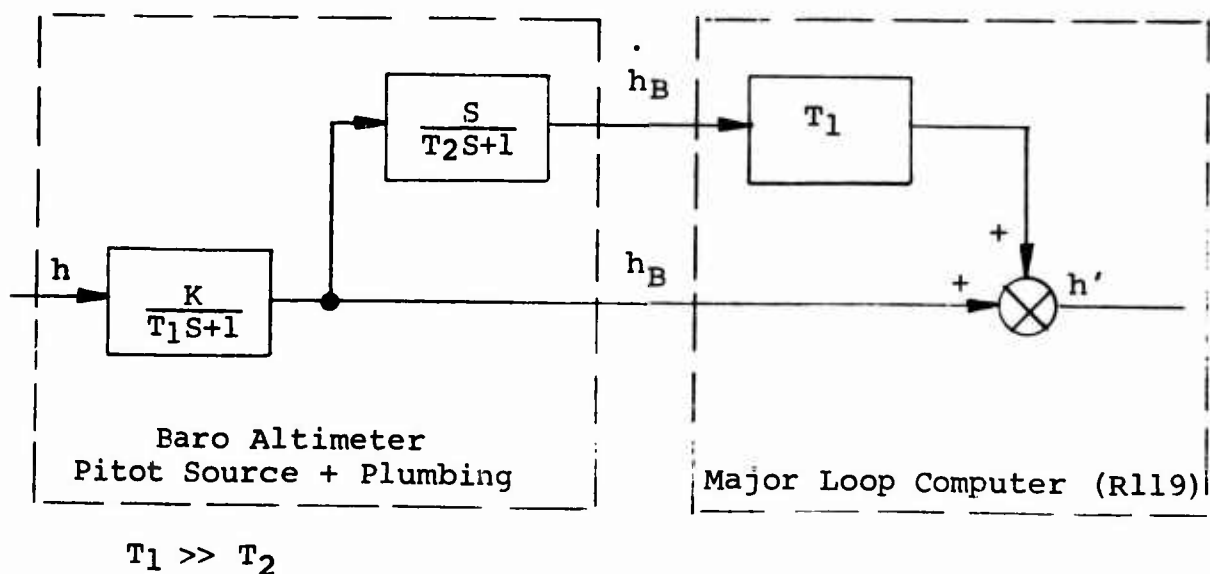 ḣB
S
T2S+1
T1
+
h
K
T1S+1
hB
+
h′
Baro Altimeter
Pitot Source + Plumbing
Major Loop Computer (R119)
T1 >> T2